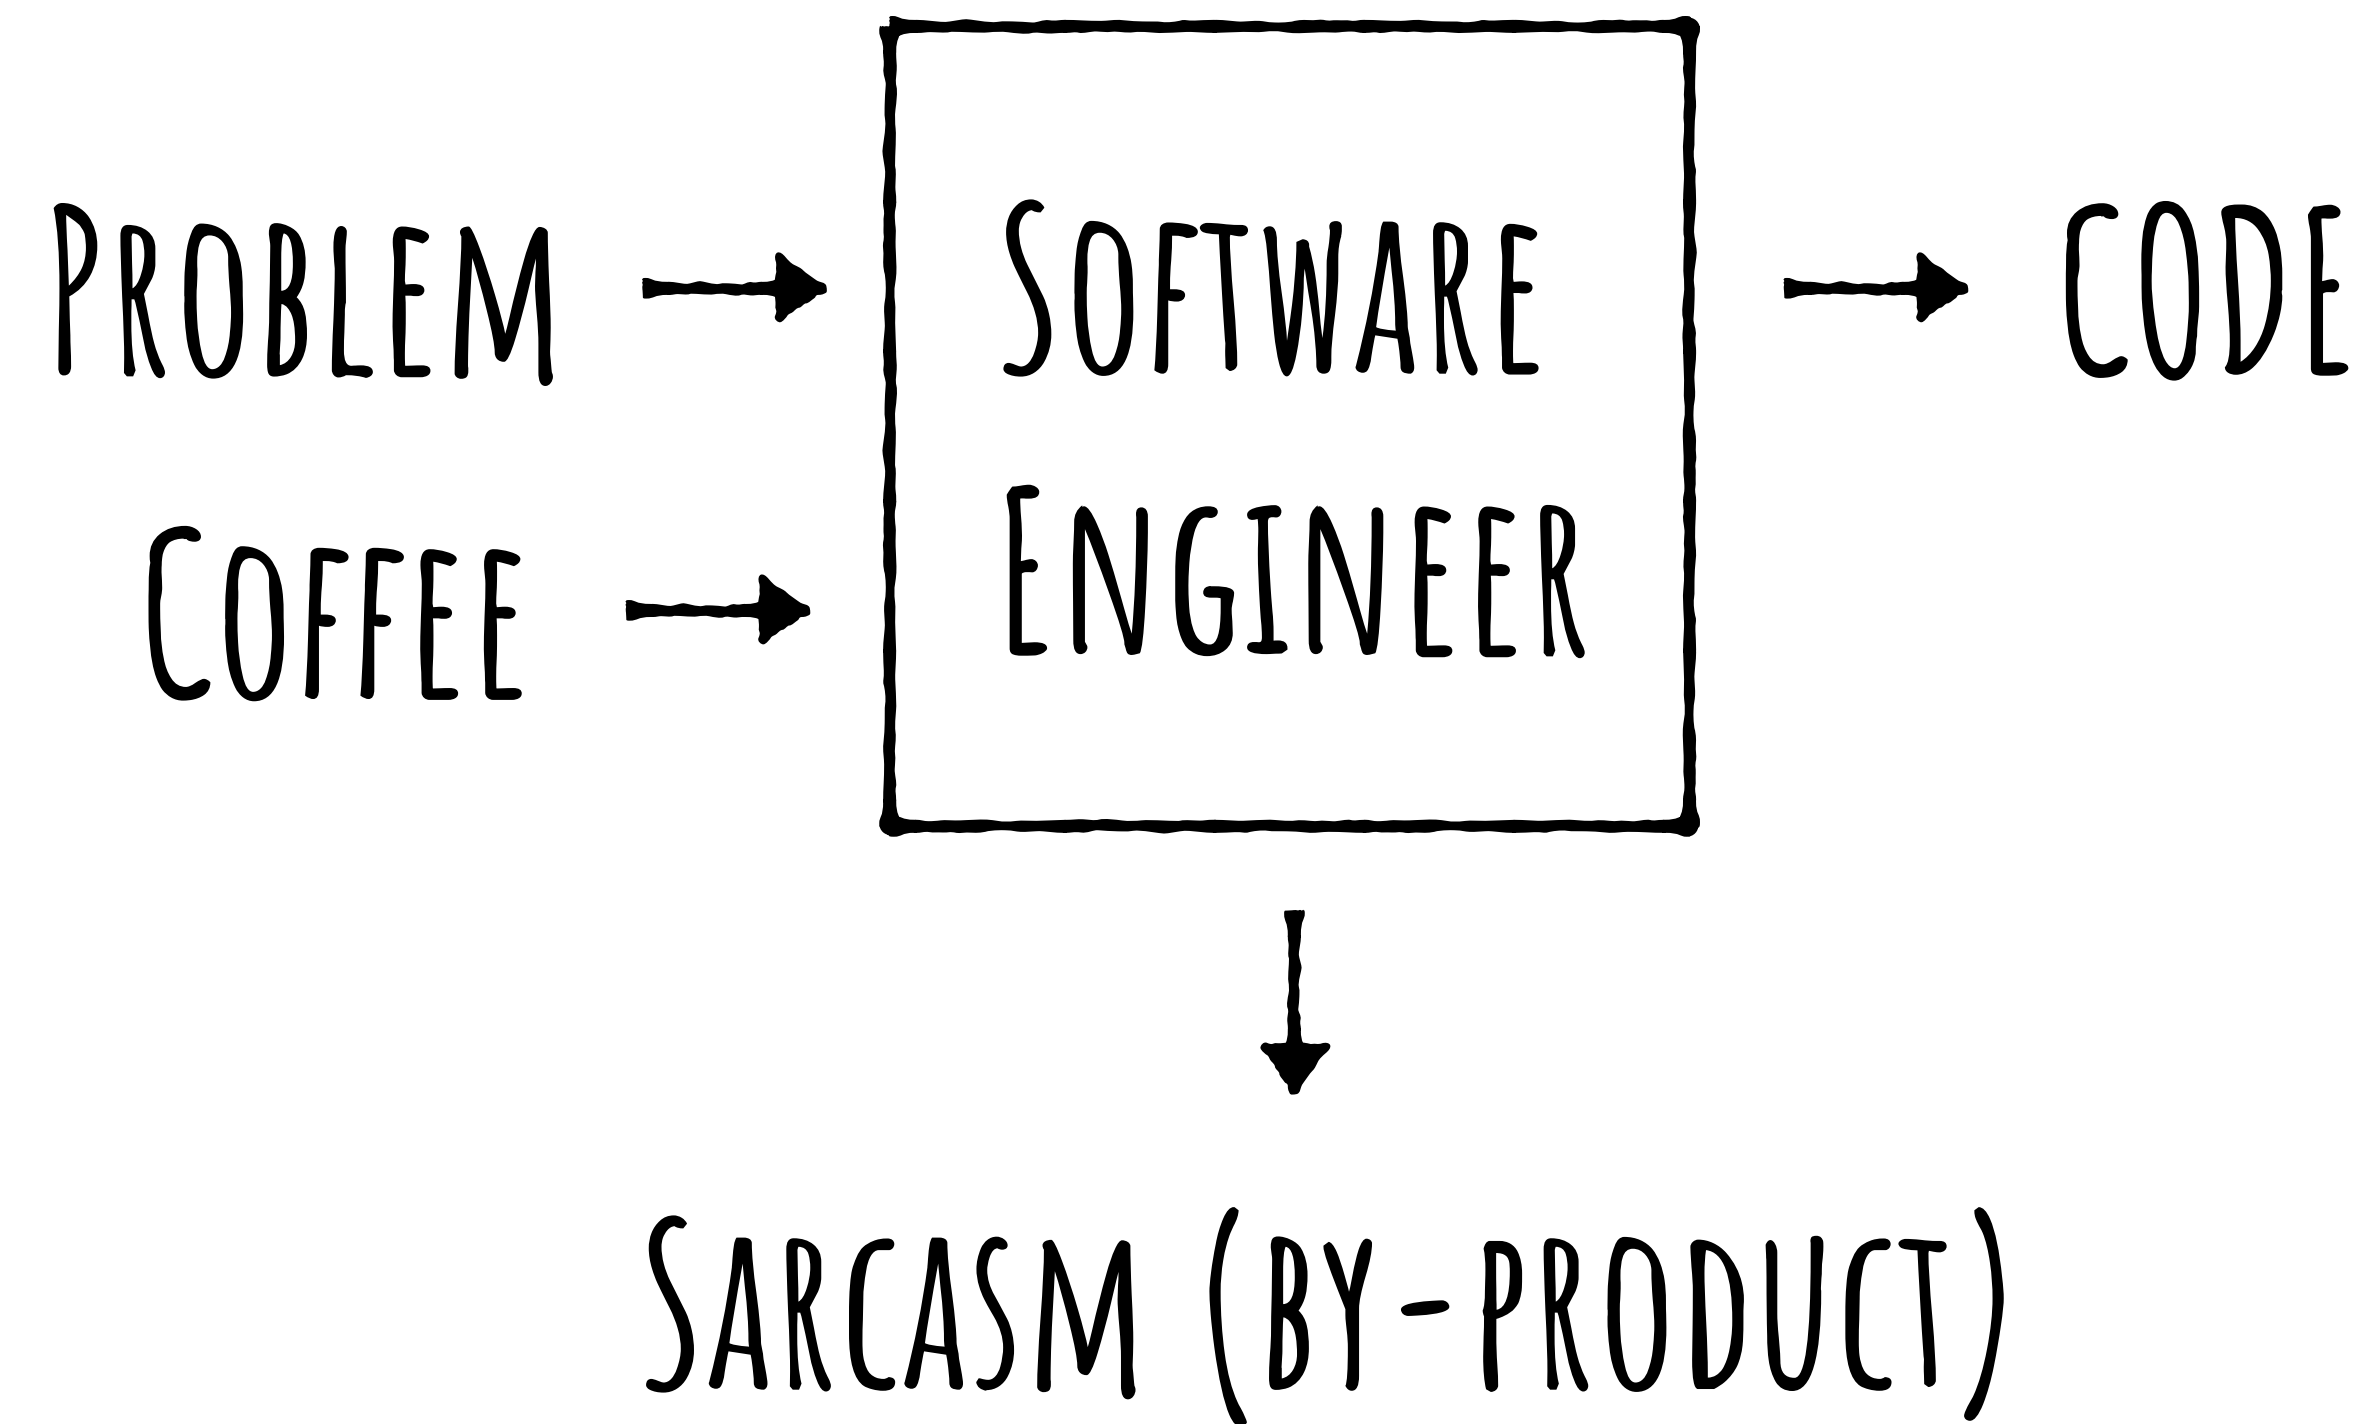 Problem
Software
Code
Coffee
Engineer
Sarcasm (by-product)